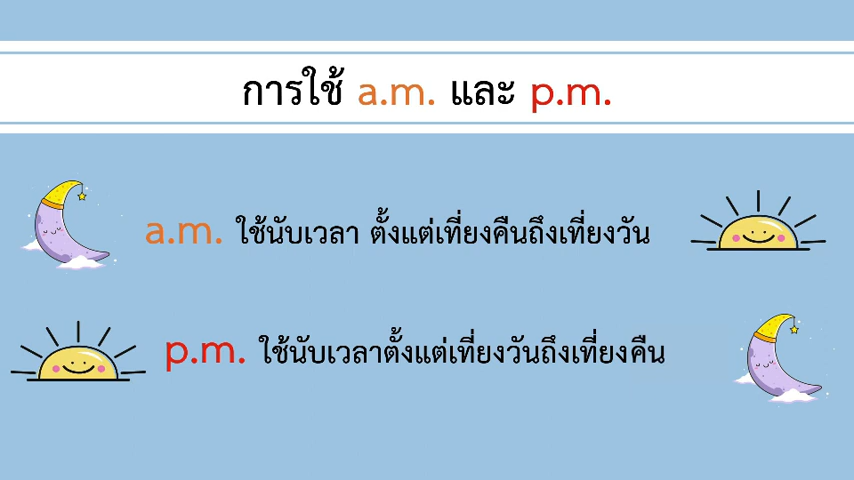 การใช้ a.m. และ p.m.
a.m. ใช้นับเวลา ตั้งแต่เที่ยงคืนถึงเที่ยงวัน
p.m. ใช้นับเวลาตั้งแต่เที่ยงวันถึงเที่ยงคืน